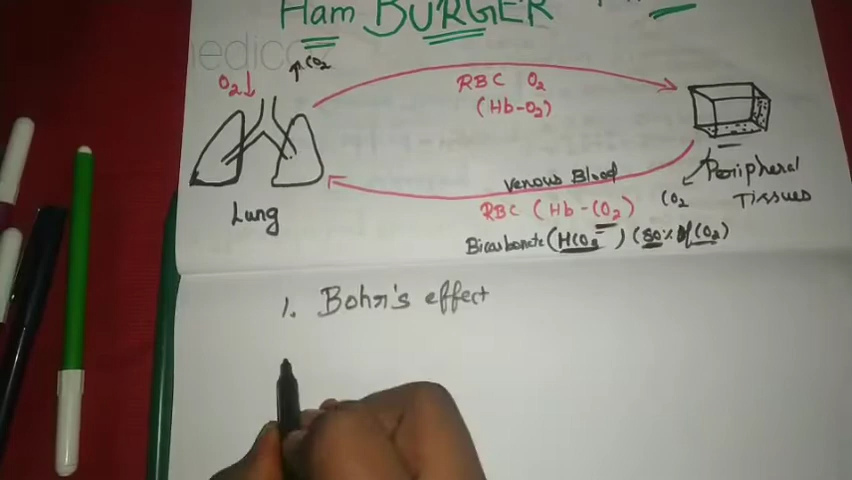 Ham BURGER
medico
O₂↓ ↑CO₂
RBC O₂
(Hb-O₂)
Venous Blood
Peripheral
Tissues
CO₂
Lung
RBC (Hb-CO₂)
Bicarbonate (HCO₃⁻) (80% of CO₂)
1. Bohr's effect